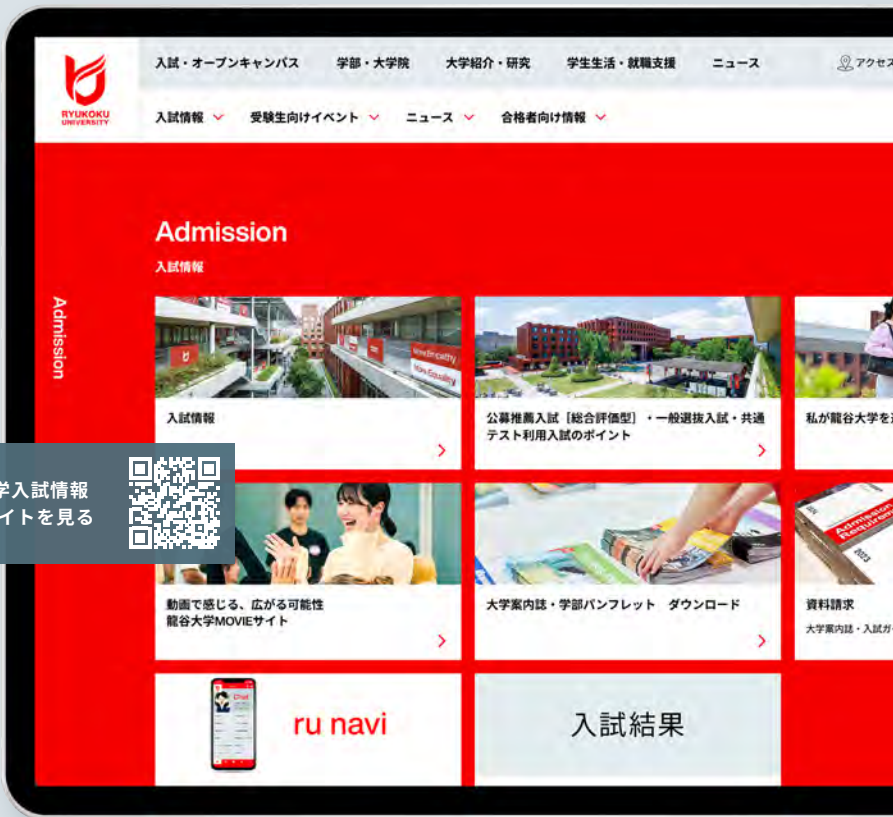 RYUKOKU
UNIVERSITY
入試・オープンキャンパス 学部・大学院 大学紹介・研究 学生生活・就職支援 ニュース アクセス
入試情報 受験生向けイベント ニュース 合格者向け情報
Admission
入試情報
Admission
More Empathy
More Equality
入試情報
公募推薦入試［総合評価型］・一般選抜入試・共通
テスト利用入試のポイント
私が龍谷大学を
学入試情報
イトを見る
動画で感じる、広がる可能性
龍谷大学MOVIEサイト
大学案内誌・学部パンフレット ダウンロード
Admission
Requirement
2023
資料請求
大学案内誌・入試ガ
Chat
ru navi
入試結果